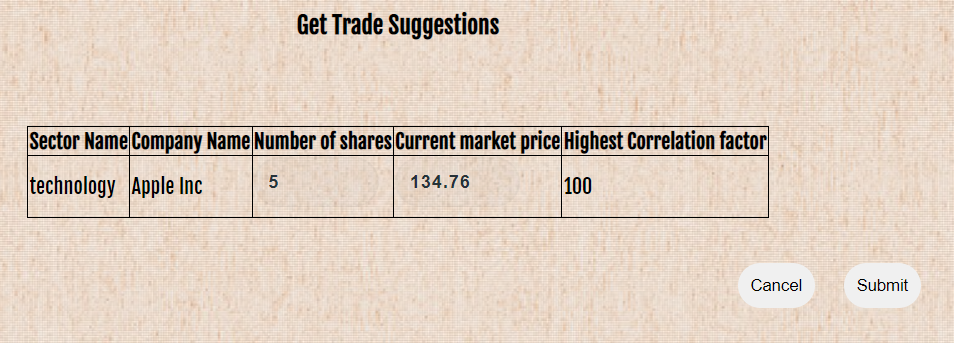 Get Trade Suggestions
Sector Name Company Name Number of shares Current market price Highest Correlation factor
technology Apple Inc 5 134.76 100
Cancel Submit